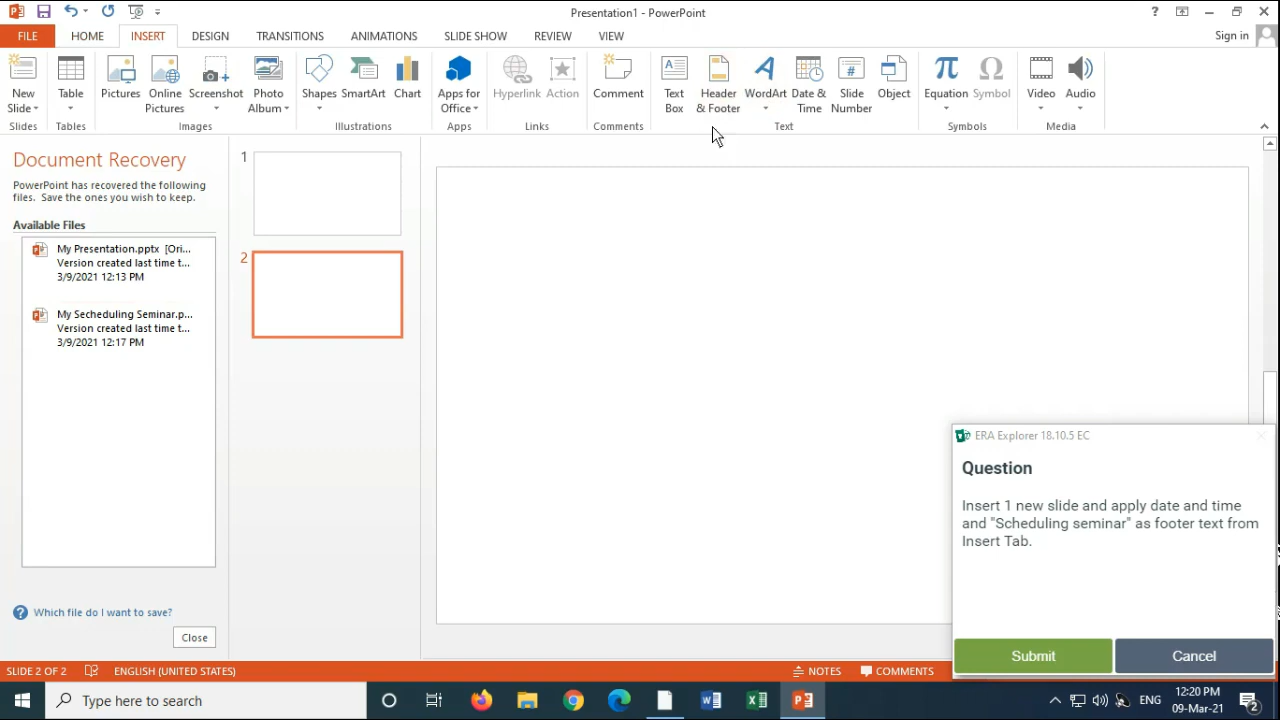 Presentation1 - PowerPoint
?
FILE HOME INSERT DESIGN TRANSITIONS ANIMATIONS SLIDE SHOW REVIEW VIEW Sign in
New Slide
Table
Pictures
Online Pictures
Screenshot
Photo Album
Shapes
SmartArt
Chart
Apps for Office
Hyperlink
Action
Comment
Text Box
Header & Footer
WordArt
Date & Time
Slide Number
Object
Equation
Symbol
Video
Audio
Slides Tables Images Illustrations Apps Links Comments Text Symbols Media
Document Recovery
PowerPoint has recovered the following
files. Save the ones you wish to keep.
Available Files
My Presentation.pptx [Ori...
Version created last time t...
3/9/2021 12:13 PM
My Secheduling Seminar.p...
Version created last time t...
3/9/2021 12:17 PM
? Which file do I want to save?
Close
1
2
ERA Explorer 18.10.5 EC
Question
Insert 1 new slide and apply date and time
and "Scheduling seminar" as footer text from
Insert Tab.
Submit Cancel
SLIDE 2 OF 2 ENGLISH (UNITED STATES) NOTES COMMENTS
Type here to search
ENG
12:20 PM
09-Mar-21
2